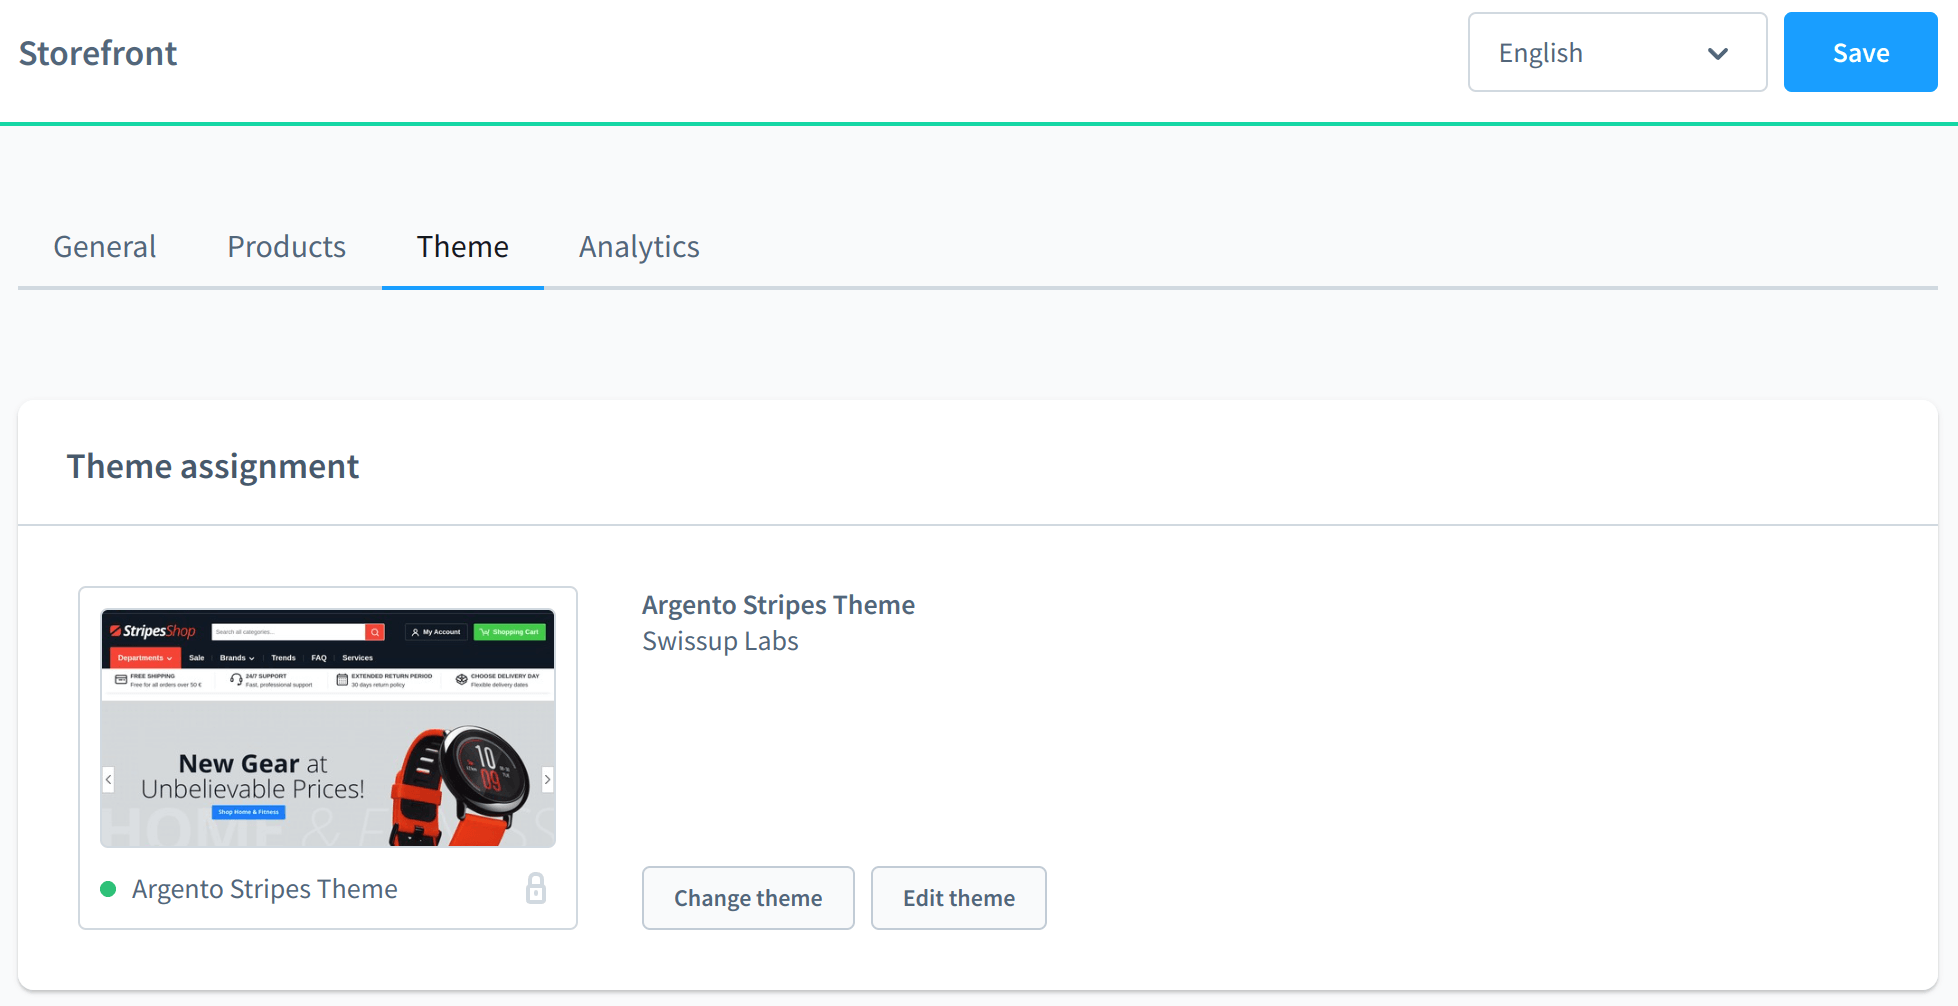 Storefront
English
Save
General
Products
Theme
Analytics
Theme assignment
StripesShop
Search all categories...
My Account
Shopping Cart
Departments
Sale
Brands
Trends
FAQ
Services
FREE SHIPPING
Free for all orders over 50 €
24/7 SUPPORT
Fast, professional support
EXTENDED RETURN PERIOD
30 days return policy
CHOOSE DELIVERY DAY
Flexible delivery dates
New Gear at
Unbelievable Prices!
Shop Home & Fitness
HOME & FITNESS
10
09
Argento Stripes Theme
Argento Stripes Theme
Swissup Labs
Change theme
Edit theme